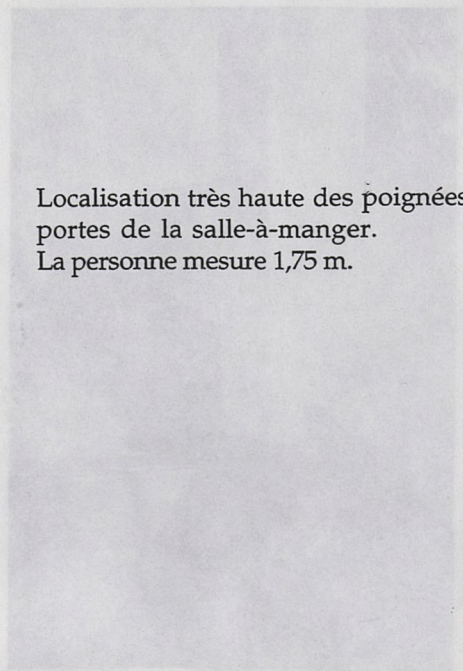 Localisation très haute des poignées
portes de la salle-à-manger.
La personne mesure 1,75 m.